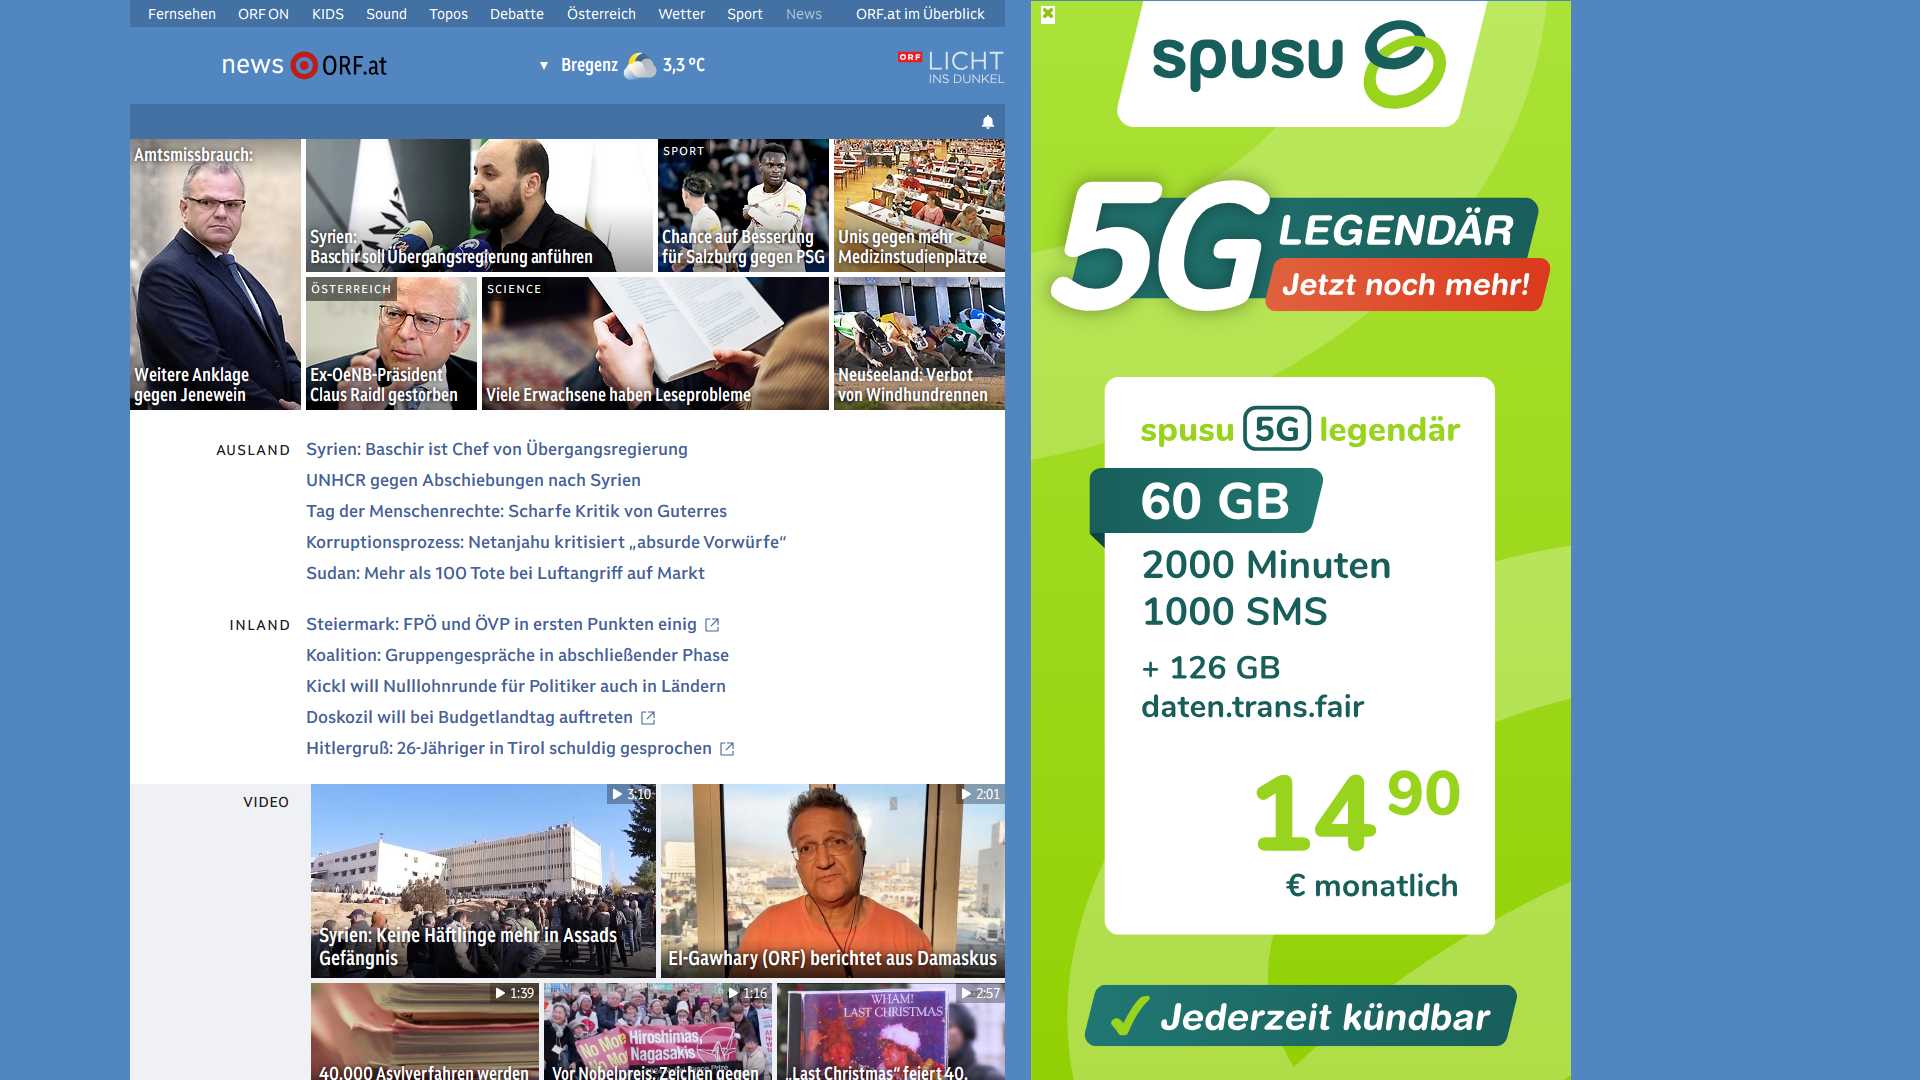 Fernsehen ORF ON KIDS Sound Topos Debatte Österreich Wetter Sport News ORF.at im Überblick
news ORF.at
Bregenz 3,3 °C
ORF LICHT
INS DUNKEL
Amtsmissbrauch:
Weitere Anklage
gegen Jenewein
Syrien:
Baschir soll Übergangsregierung anführen
SPORT
Chance auf Besserung
für Salzburg gegen PSG
Unis gegen mehr
Medizinstudienplätze
ÖSTERREICH
Ex-OeNB-Präsident
Claus Raidl gestorben
SCIENCE
Viele Erwachsene haben Leseprobleme
Neuseeland: Verbot
von Windhundrennen
AUSLAND
Syrien: Baschir ist Chef von Übergangsregierung
UNHCR gegen Abschiebungen nach Syrien
Tag der Menschenrechte: Scharfe Kritik von Guterres
Korruptionsprozess: Netanjahu kritisiert „absurde Vorwürfe“
Sudan: Mehr als 100 Tote bei Luftangriff auf Markt
INLAND
Steiermark: FPÖ und ÖVP in ersten Punkten einig
Koalition: Gruppengespräche in abschließender Phase
Kickl will Nulllohnrunde für Politiker auch in Ländern
Doskozil will bei Budgetlandtag auftreten
Hitlergruß: 26-Jähriger in Tirol schuldig gesprochen
VIDEO
3:10
Syrien: Keine Häftlinge mehr in Assads
Gefängnis
2:01
El-Gawhary (ORF) berichtet aus Damaskus
1:39
40.000 Asylverfahren werden
1:16
No More
Hiroshimas,
Nagasakis
Vor Nobelpreis: Zeichen gegen
2:57
WHAM!
LAST CHRISTMAS
„Last Christmas“ feiert 40.
spusu
5G LEGENDÄR
Jetzt noch mehr!
spusu 5G legendär
60 GB
2000 Minuten
1000 SMS
+ 126 GB
daten.trans.fair
14 90
€ monatlich
Jederzeit kündbar